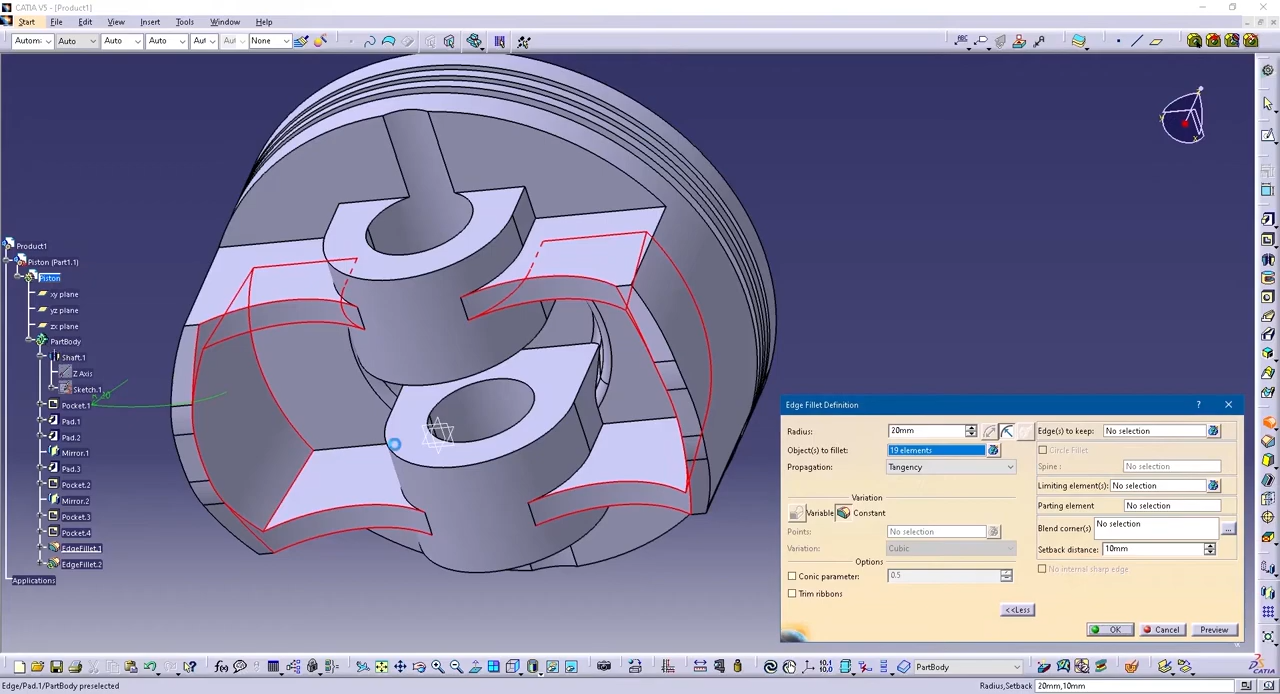 CATIA V5 - [Product1]
Start File Edit View Insert Tools Window Help
Autom Auto Auto Auto Aut Aut None
ABC
Product1
Piston (Part1.1)
Piston
xy plane
yz plane
zx plane
PartBody
Shaft.1
Z Axis
Sketch.1
Pocket.1
Pad.1
Pad.2
Mirror.1
Pad.3
Pocket.2
Mirror.2
Pocket.3
Pocket.4
EdgeFillet.1
EdgeFillet.2
Applications
Edge Fillet Definition ?
Radius: 20mm Edge(s) to keep: No selection
Object(s) to fillet: 19 elements Circle Fillet
Propagation: Tangency Spine : No selection
Limiting element(s): No selection
Variation Parting element No selection
Variable Constant Blend corner(s) No selection
Points: No selection ...
Variation: Cubic Setback distance: 10mm
Options No internal sharp edge
Conic parameter: 0.5
Trim ribbons
<<Less
OK Cancel Preview
PartBody
Edge/Pad.1/PartBody preselected Radius,Setback 20mm,10mm